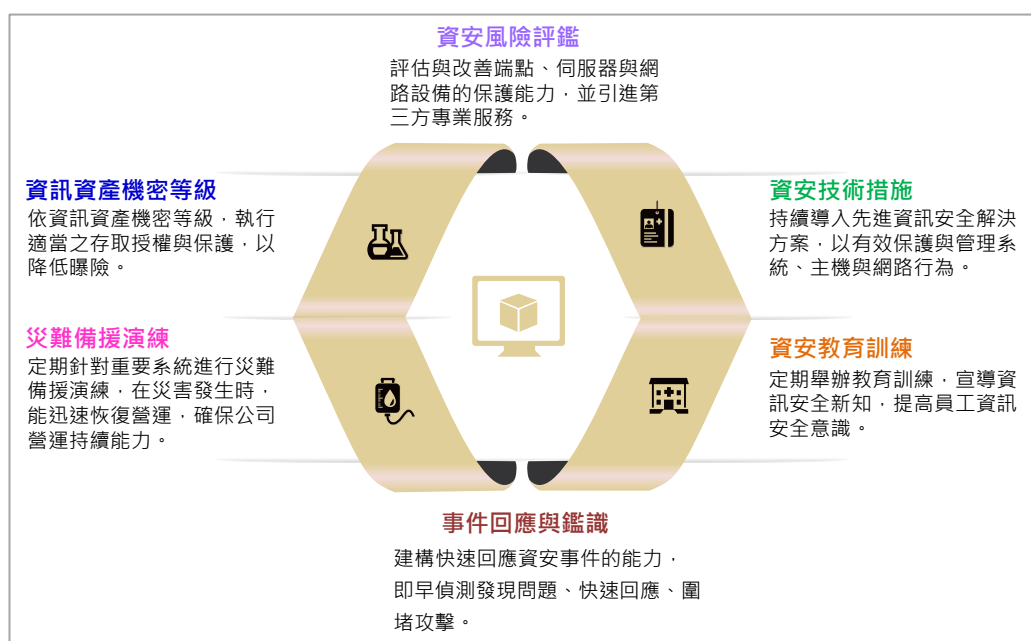 資安風險評鑑
評估與改善端點、伺服器與網
路設備的保護能力，並引進第
三方專業服務。
資訊資產機密等級
依資訊資產機密等級，執行
適當之存取授權與保護，以
降低曝險。
資安技術措施
持續導入先進資訊安全解決
方案，以有效保護與管理系
統、主機與網路行為。
災難備援演練
定期針對重要系統進行災難
備援演練，在災害發生時，
能迅速恢復營運，確保公司
營運持續能力。
資安教育訓練
定期舉辦教育訓練，宣導資
訊安全新知，提高員工資訊
安全意識。
事件回應與鑑識
建構快速回應資安事件的能力，
即早偵測發現問題、快速回應、圍
堵攻擊。